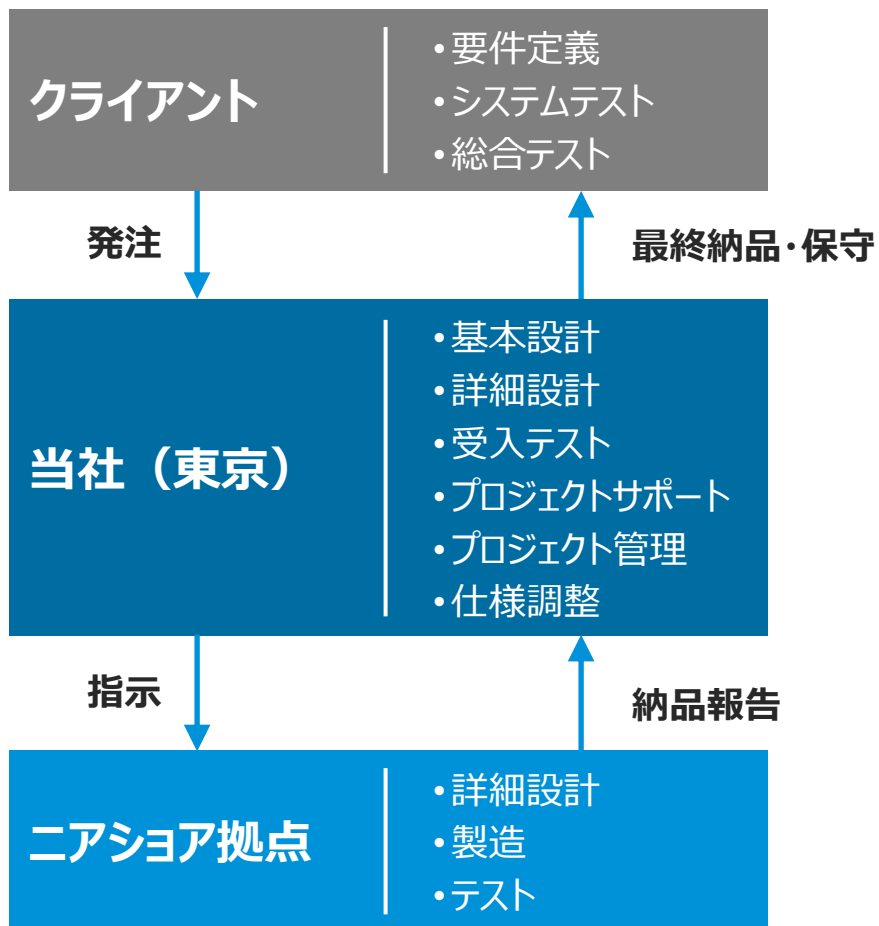 クライアント
・要件定義
・システムテスト
・総合テスト
発注
最終納品・保守
当社（東京）
・基本設計
・詳細設計
・受入テスト
・プロジェクトサポート
・プロジェクト管理
・仕様調整
指示
納品報告
ニアショア拠点
・詳細設計
・製造
・テスト